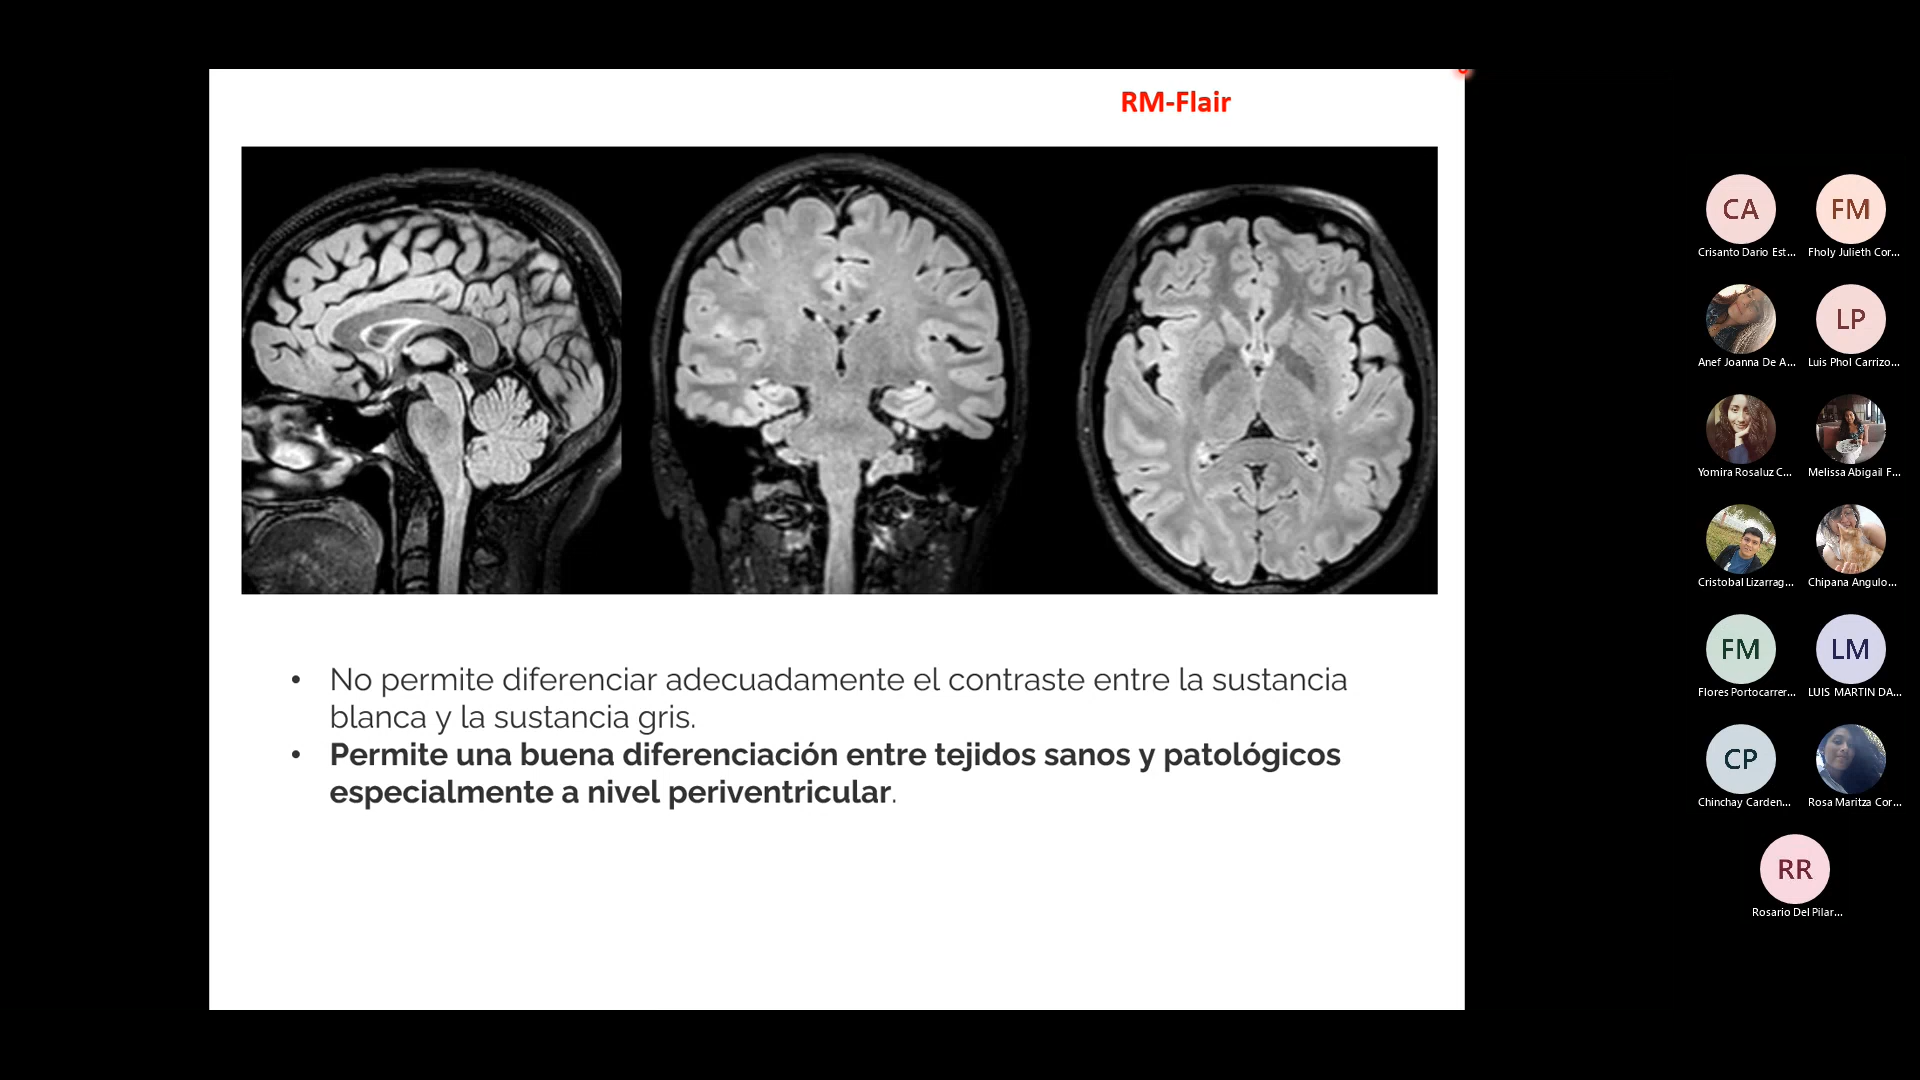 RM-Flair
• No permite diferenciar adecuadamente el contraste entre la sustancia
blanca y la sustancia gris.
• Permite una buena diferenciación entre tejidos sanos y patológicos
especialmente a nivel periventricular.
CA
FM
Crisanto Dario Est...
Fholy Julieth Cor...
LP
Anef Joanna De A...
Luis Phol Carrizo...
Yomira Rosaluz C...
Melissa Abigail F...
Cristobal Lizarrag...
Chipana Angulo...
FM
LM
Flores Portocarrer...
LUIS MARTIN DA...
CP
Chinchay Carden...
Rosa Maritza Cor...
RR
Rosario Del Pilar...